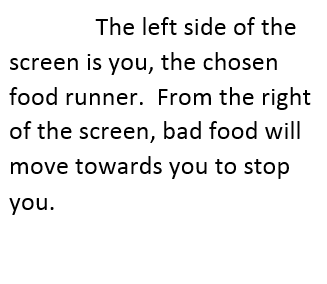 The left side of the
screen is you, the chosen
food runner.  From the right
of the screen, bad food will
move towards you to stop
you.